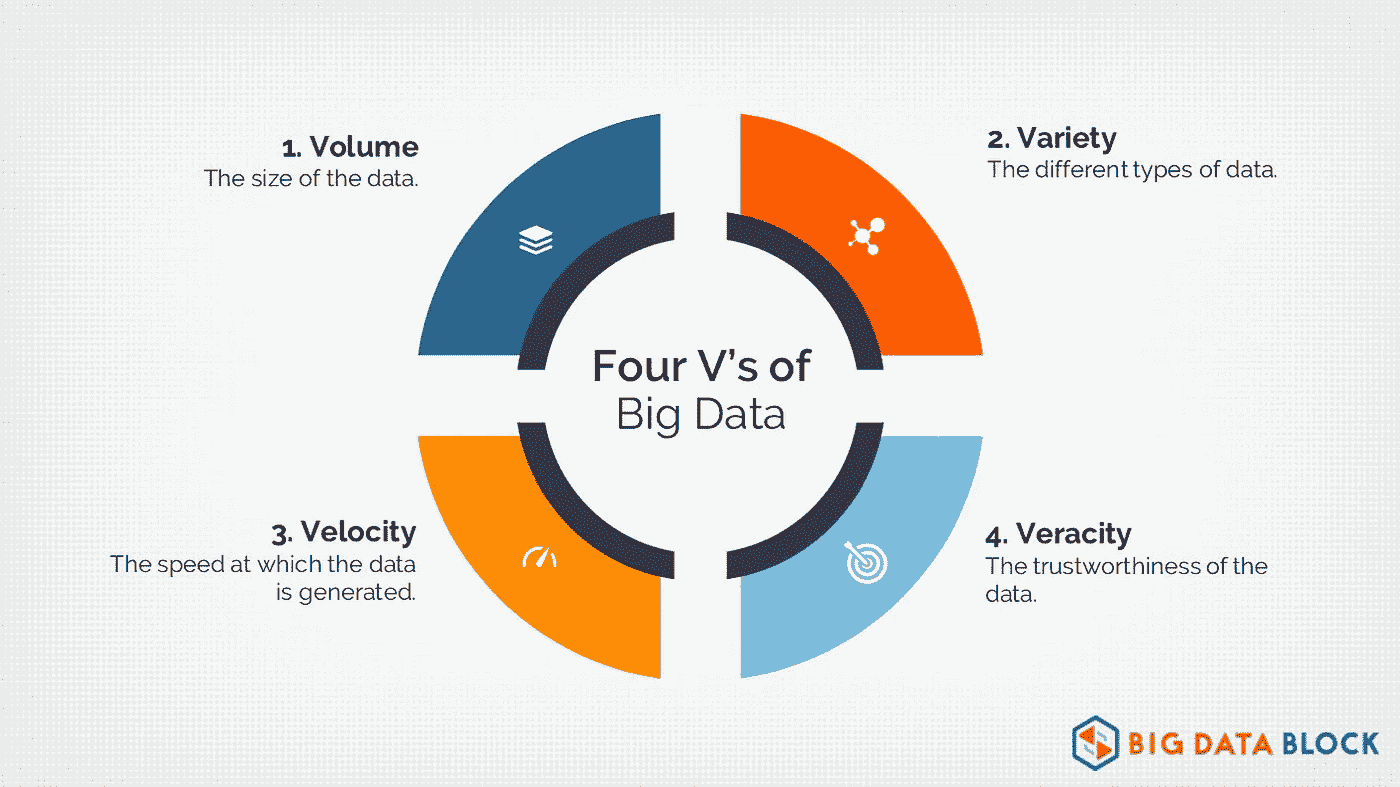 1. Volume
The size of the data.
2. Variety
The different types of data.
Four V’s of
Big Data
3. Velocity
The speed at which the data
is generated.
4. Veracity
The trustworthiness of the
data.
BIG DATA BLOCK